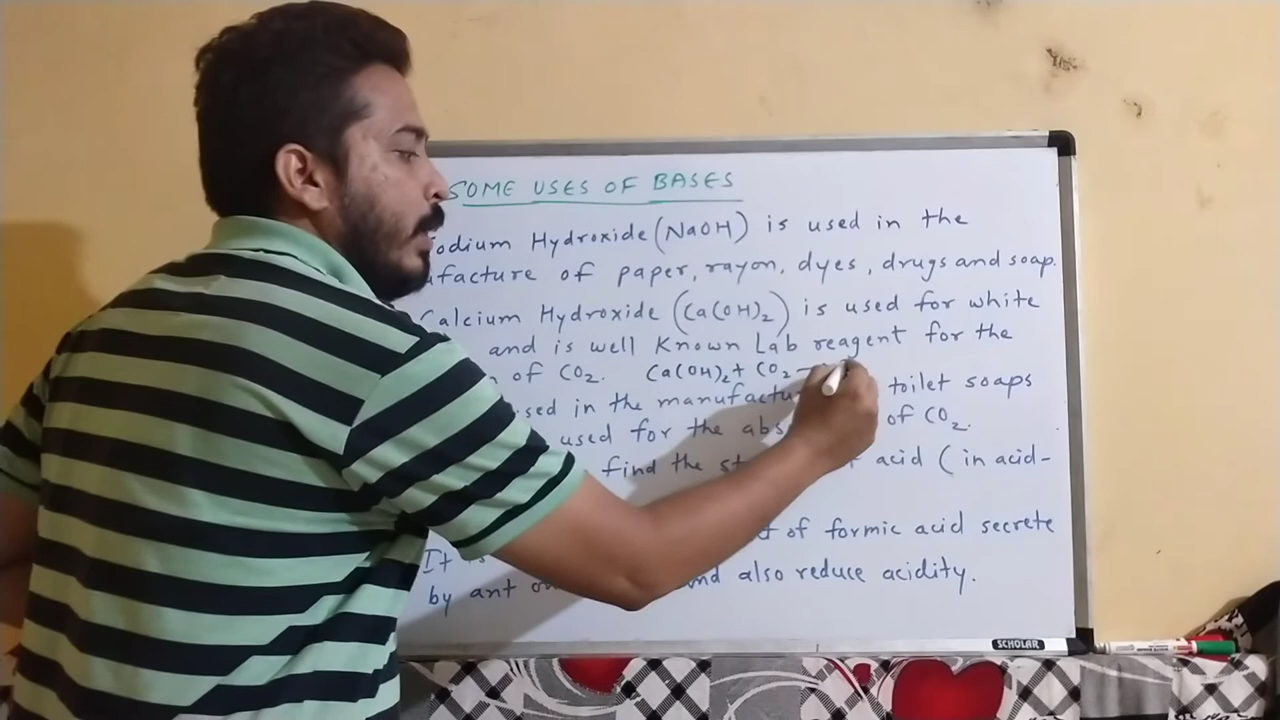 SOME USES OF BASES
Sodium Hydroxide (NaOH) is used in the
ufacture of paper, rayon, dyes, drugs and soap.
Calcium Hydroxide (Ca(OH)2) is used for white
and is well Known Lab reagent for the
of CO2. Ca(OH)2 + CO2 →
sed in the manufactu toilet soaps
used for the abs of CO2.
find the st acid (in acid-
of formic acid secrete
It
by ant and also reduce acidity.
SCHOLAR